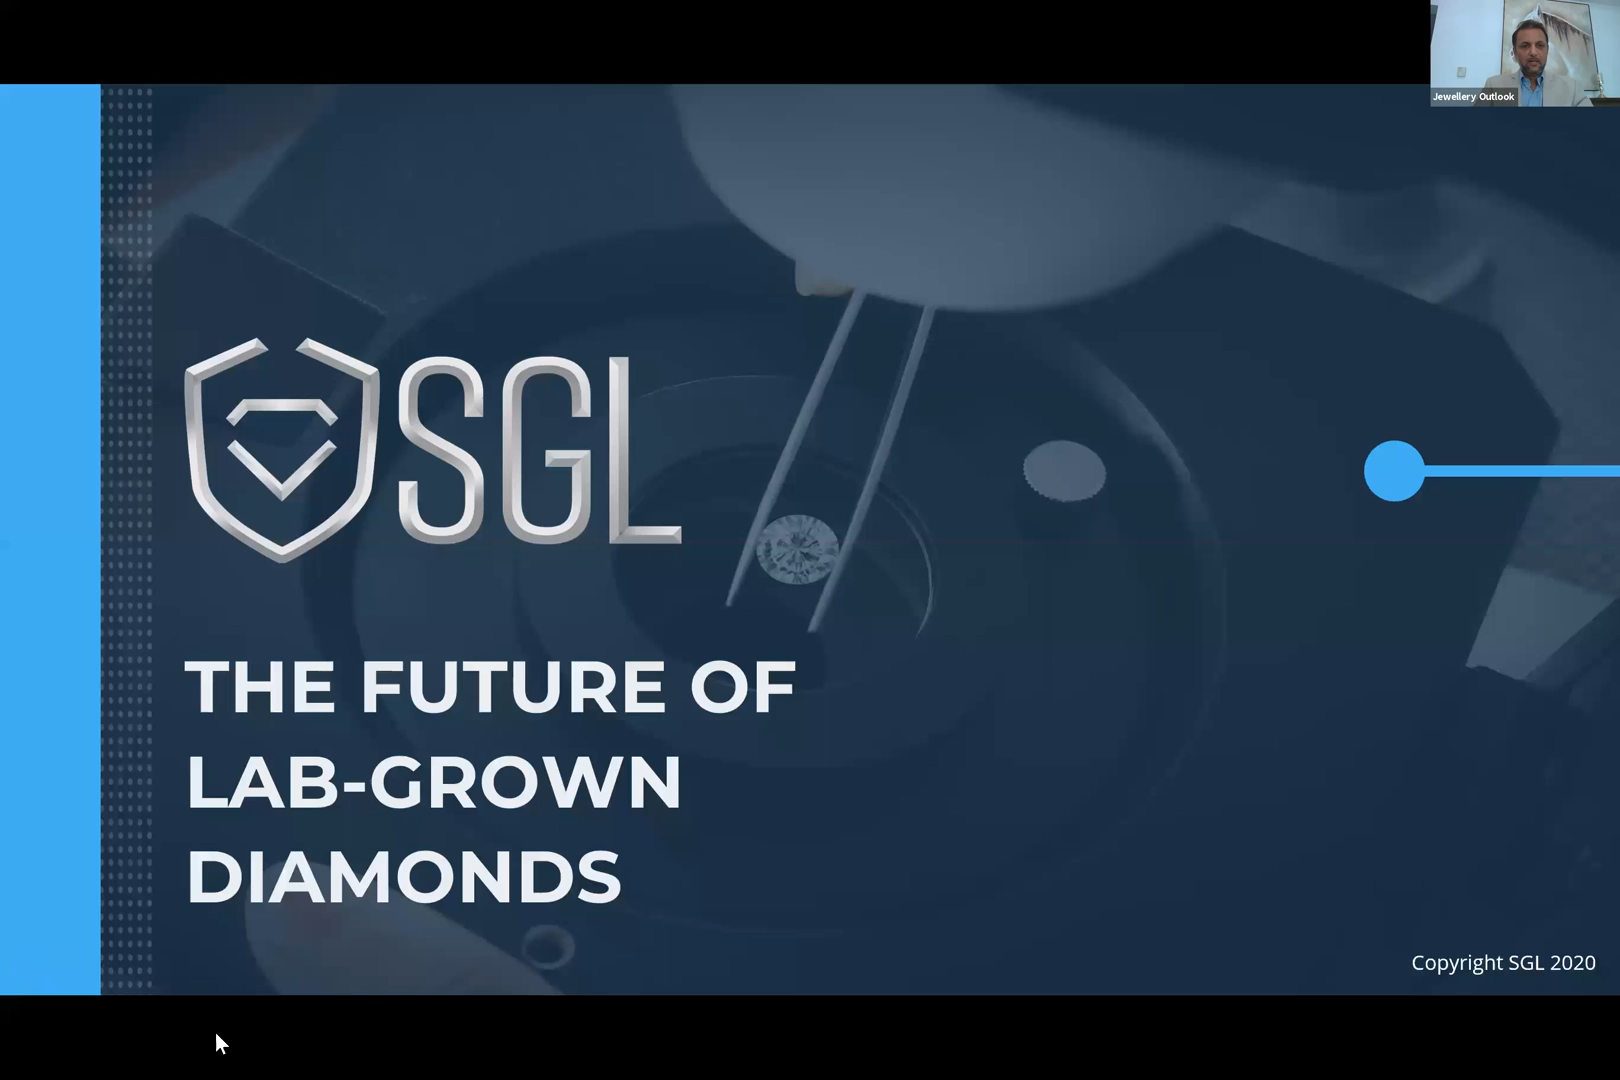 Jewellery Outlook
SGL
THE FUTURE OF
LAB-GROWN
DIAMONDS
Copyright SGL 2020